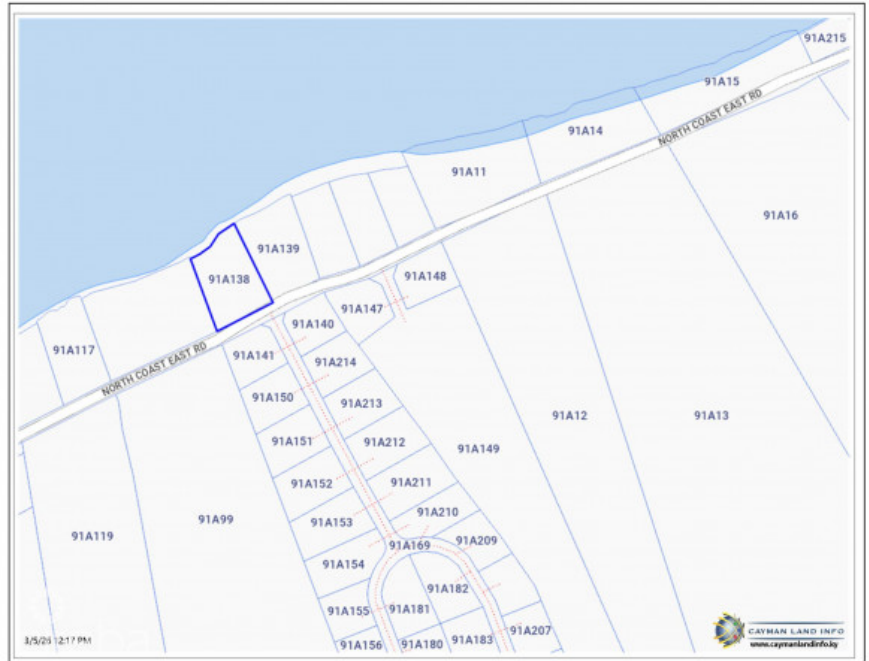 91A215
91A15
NORTH COAST EAST RD
91A14
91A11
91A16
91A139
91A138
91A148
91A147
91A140
91A117
NORTH COAST EAST RD
91A141
91A214
91A150
91A213
91A12
91A13
91A151
91A212
91A149
91A152
91A211
91A99
91A153
91A210
91A119
91A169
91A209
91A154
91A182
91A155
91A181
91A207
91A156
91A180
91A183
3/5/26 12:17 PM
CAYMAN LAND INFO
www.caymanlandinfo.ky